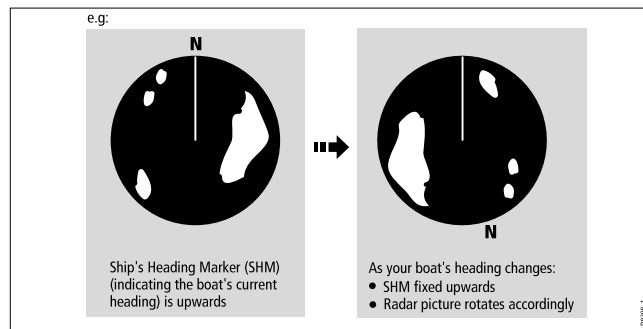 e.g:
N
Ship's Heading Marker (SHM)
(indicating the boat's current
heading) is upwards
N
As your boat's heading changes:
● SHM fixed upwards
● Radar picture rotates accordingly